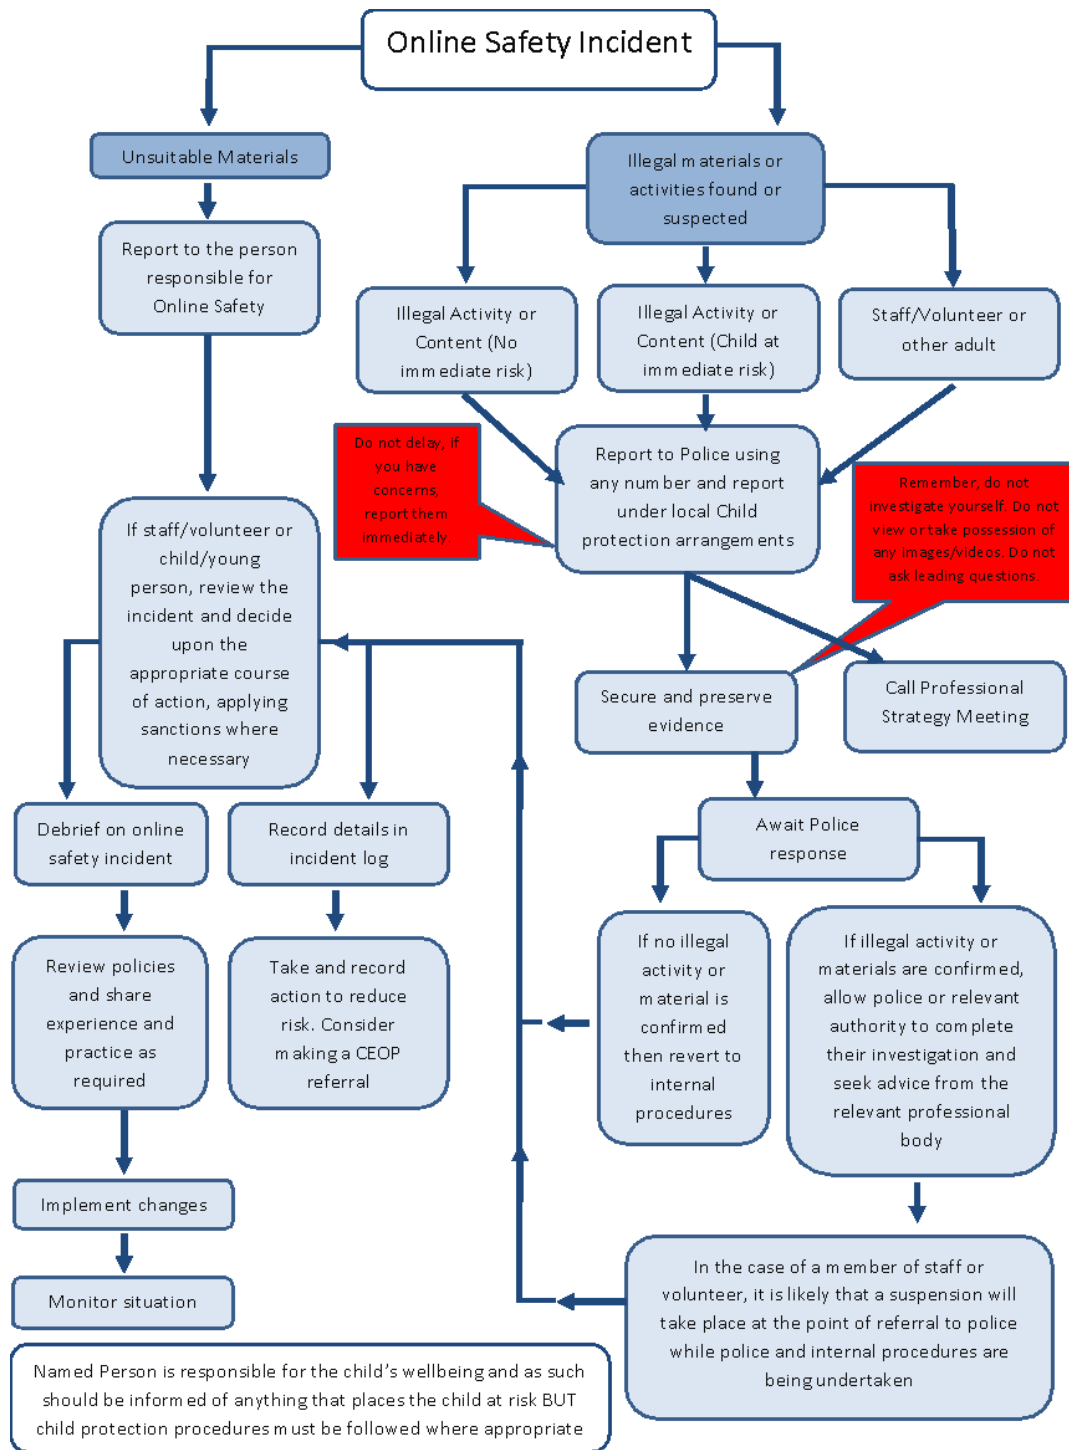 Online Safety Incident
Unsuitable Materials
Illegal materials or
activities found or
suspected
Report to the person
responsible for
Online Safety
Illegal Activity or
Content (No
immediate risk)
Illegal Activity or
Content (Child at
immediate risk)
Staff/Volunteer or
other adult
Do not delay, if
you have
concerns,
report them
immediately.
Report to Police using
any number and report
under local Child
protection arrangements
Remember, do not
investigate yourself. Do not
view or take possession of
any images/videos. Do not
ask leading questions.
If staff/volunteer or
child/young
person, review the
incident and decide
upon the
appropriate course
of action, applying
sanctions where
necessary
Secure and preserve
evidence
Call Professional
Strategy Meeting
Debrief on online
safety incident
Record details in
incident log
Await Police
response
Review policies
and share
experience and
practice as
required
Take and record
action to reduce
risk. Consider
making a CEOP
referral
If no illegal
activity or
material is
confirmed
then revert to
internal
procedures
If illegal activity or
materials are confirmed,
allow police or relevant
authority to complete
their investigation and
seek advice from the
relevant professional
body
Implement changes
Monitor situation
In the case of a member of staff or
volunteer, it is likely that a suspension will
take place at the point of referral to police
while police and internal procedures are
being undertaken
Named Person is responsible for the child's wellbeing and as such
should be informed of anything that places the child at risk BUT
child protection procedures must be followed where appropriate